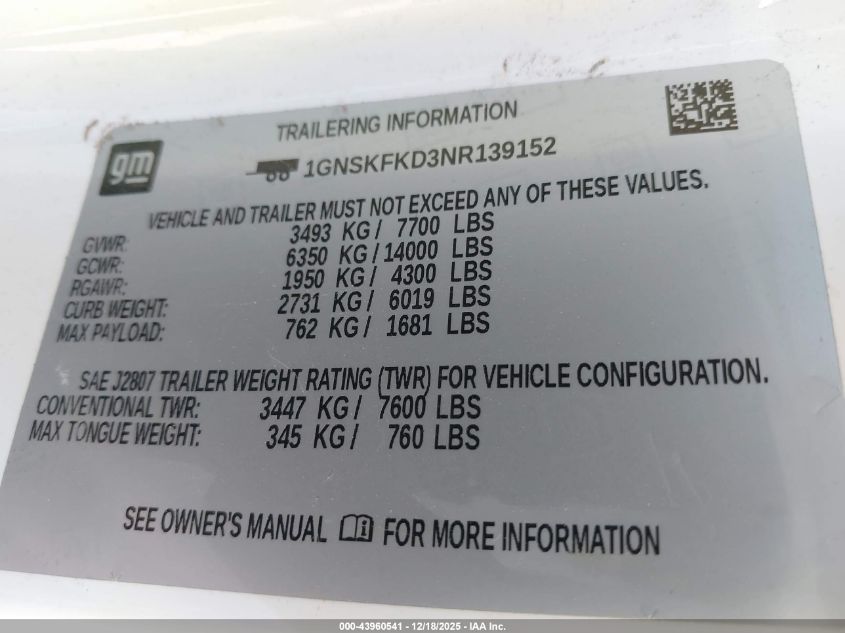 gm
TRAILERING INFORMATION
1GNSKFKD3NR139152
VEHICLE AND TRAILER MUST NOT EXCEED ANY OF THESE VALUES.
GVWR: 3493 KG / 7700 LBS
GCWR: 6350 KG / 14000 LBS
RGAWR: 1950 KG / 4300 LBS
CURB WEIGHT: 2731 KG / 6019 LBS
MAX PAYLOAD: 762 KG / 1681 LBS
SAE J2807 TRAILER WEIGHT RATING (TWR) FOR VEHICLE CONFIGURATION.
CONVENTIONAL TWR: 3447 KG / 7600 LBS
MAX TONGUE WEIGHT: 345 KG / 760 LBS
SEE OWNER'S MANUAL i FOR MORE INFORMATION
000-43960541 - 12/18/2025 - IAA Inc.